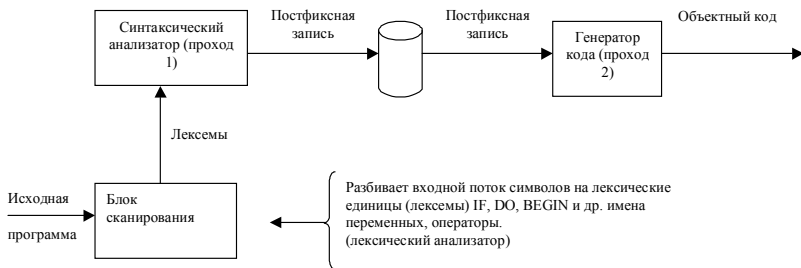 Синтаксический
анализатор (проход
1)
Постфиксная
запись
Постфиксная
запись
Генератор
кода (проход
2)
Объектный код
Лексемы
Исходная
программа
Блок
сканирования
Разбивает входной поток символов на лексические
единицы (лексемы) IF, DO, BEGIN и др. имена
переменных, операторы.
(лексический анализатор)